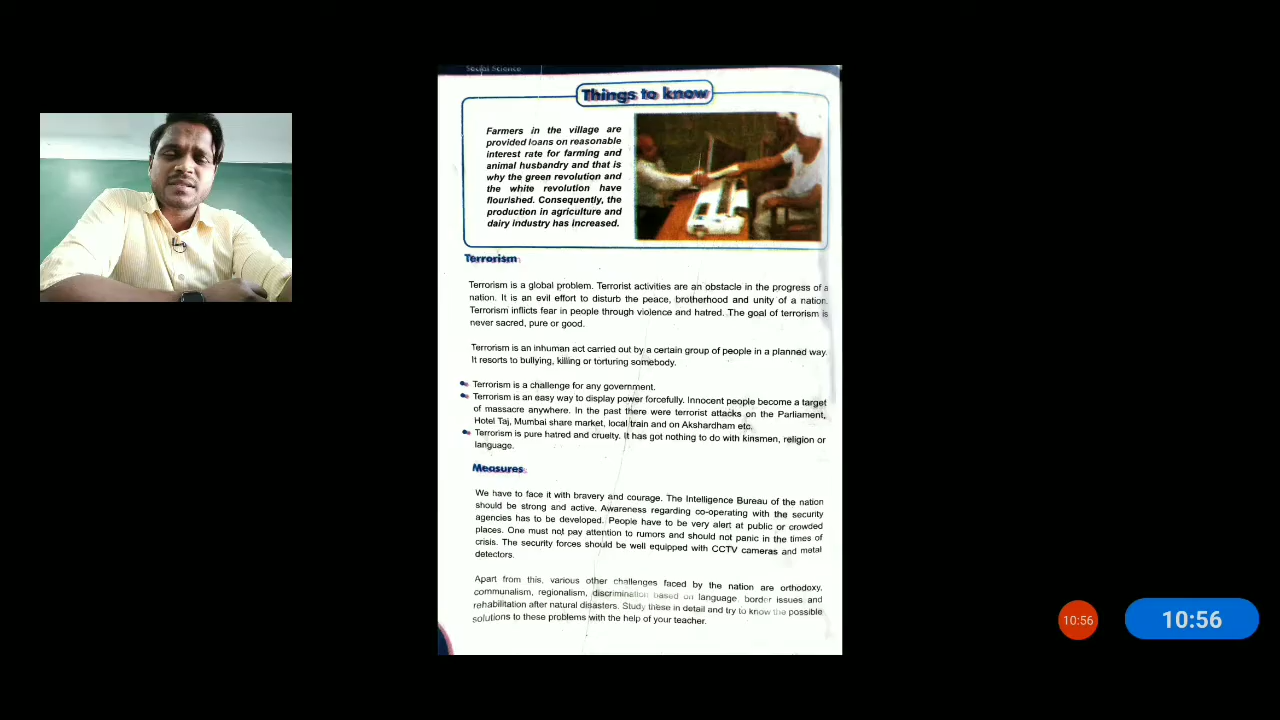 Social Science
Things to know
Farmers in the village are
provided loans on reasonable
interest rate for farming and
animal husbandry and that is
why the green revolution and
the white revolution have
flourished. Consequently, the
production in agriculture and
dairy industry has increased.
Terrorism
Terrorism is a global problem. Terrorist activities are an obstacle in the progress of a
nation. It is an evil effort to disturb the peace, brotherhood and unity of a nation.
Terrorism inflicts fear in people through violence and hatred. The goal of terrorism is
never sacred, pure or good.
Terrorism is an inhuman act carried out by a certain group of people in a planned way.
It resorts to bullying, killing or torturing somebody.
Terrorism is a challenge for any government.
Terrorism is an easy way to display power forcefully. Innocent people become a target
of massacre anywhere. In the past there were terrorist attacks on the Parliament,
Hotel Taj, Mumbai share market, local train and on Akshardham etc.
Terrorism is pure hatred and cruelty. It has got nothing to do with kinsmen, religion or
language.
Measures
We have to face it with bravery and courage. The Intelligence Bureau of the nation
should be strong and active. Awareness regarding co-operating with the security
agencies has to be developed. People have to be very alert at public or crowded
places. One must not pay attention to rumors and should not panic in the times of
crisis. The security forces should be well equipped with CCTV cameras and metal
detectors.
Apart from this, various other challenges faced by the nation are orthodoxy,
communalism, regionalism, discrimination based on language, border issues and
rehabilitation after natural disasters. Study these in detail and try to know the possible
solutions to these problems with the help of your teacher.
10:56
10:56